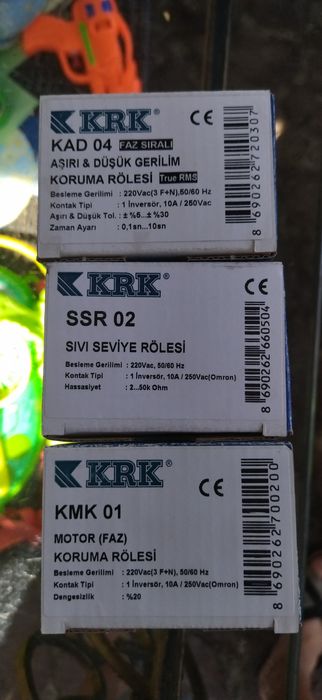 KRK®
CE
KAD 04 FAZ SIRALI
AŞIRI & DÜŞÜK GERİLİM
KORUMA RÖLESİ True RMS
Besleme Gerilimi : 220Vac(3 F+N),50/60 Hz
Kontak Tipi : 1 İnversör, 10A / 250Vac
Aşırı & Düşük Tol. : ± %5...± %30
Zaman Ayarı : 0,1sn...10sn
8 690262 720307
KRK®
CE
SSR 02
SIVI SEVİYE RÖLESİ
Besleme Gerilimi : 220Vac, 50/60 Hz
Kontak Tipi : 1 İnversör, 10A / 250Vac(Omron)
Hassasiyet : 2...50k Ohm
8 690262 660504
KRK®
CE
KMK 01
MOTOR (FAZ)
KORUMA RÖLESİ
Besleme Gerilimi : 220Vac(3 F+N), 50/60 Hz
Kontak Tipi : 1 İnversör, 10A / 250Vac(Omron)
Dengesizlik : %20
8 690262 700200